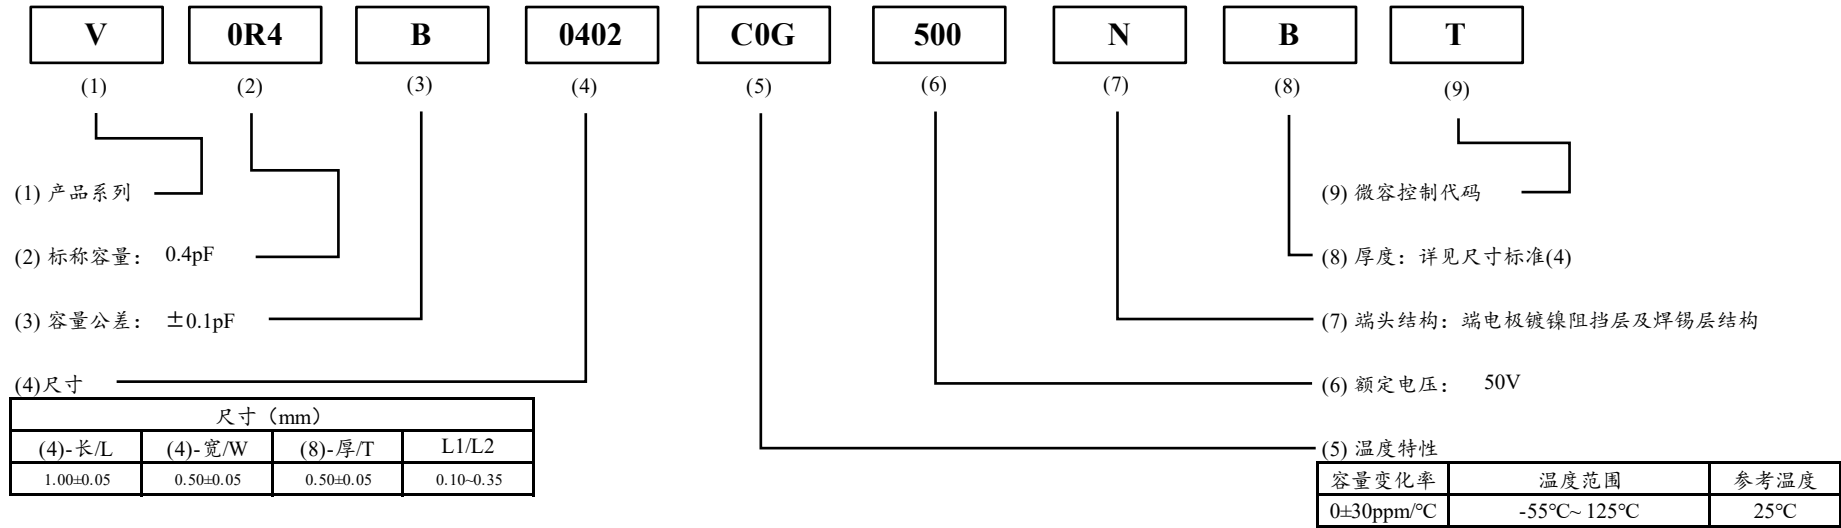 V 0R4 B 0402 C0G 500 N B T
(1) (2) (3) (4) (5) (6) (7) (8) (9)
(1) 产品系列
(9) 微容控制代码
(2) 标称容量： 0.4pF
(8) 厚度：详见尺寸标准(4)
(3) 容量公差： ±0.1pF
(7) 端头结构：端电极镀镍阻挡层及焊锡层结构
(4)尺寸
(6) 额定电压： 50V
尺寸（mm）
(4)-长/L (4)-宽/W (8)-厚/T L1/L2
1.00±0.05 0.50±0.05 0.50±0.05 0.10~0.35
(5) 温度特性
容量变化率 温度范围 参考温度
0±30ppm/℃ -55℃~ 125℃ 25℃